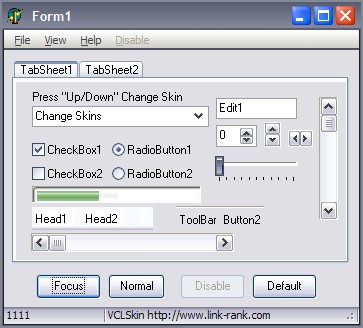 Form1
File View Help Disable
TabSheet1 TabSheet2
Press "Up/Down" Change Skin
Edit1
Change Skins
0
CheckBox1 RadioButton1
CheckBox2 RadioButton2
Head1 Head2 ToolBar Button2
Focus Normal Disable Default
1111 VCLSkin http://www.link-rank.com